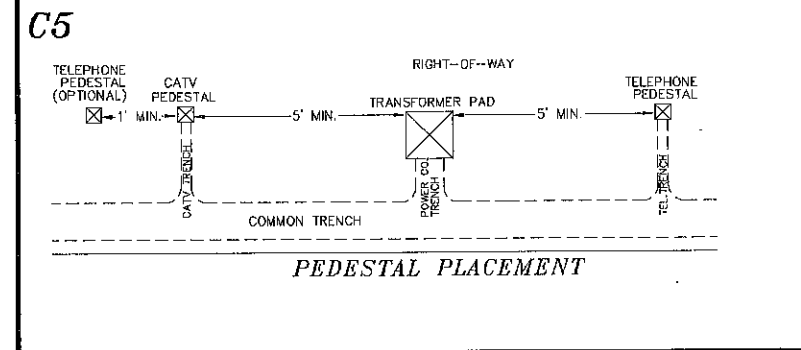 C5
RIGHT-OF--WAY
TELEPHONE
PEDESTAL
(OPTIONAL)
CATV
PEDESTAL
TRANSFORMER PAD
TELEPHONE
PEDESTAL
1' MIN.
5' MIN.
5' MIN.
CATV TRENCH
POWER CO.
TRENCH
TEL. TRENCH
COMMON TRENCH
PEDESTAL PLACEMENT